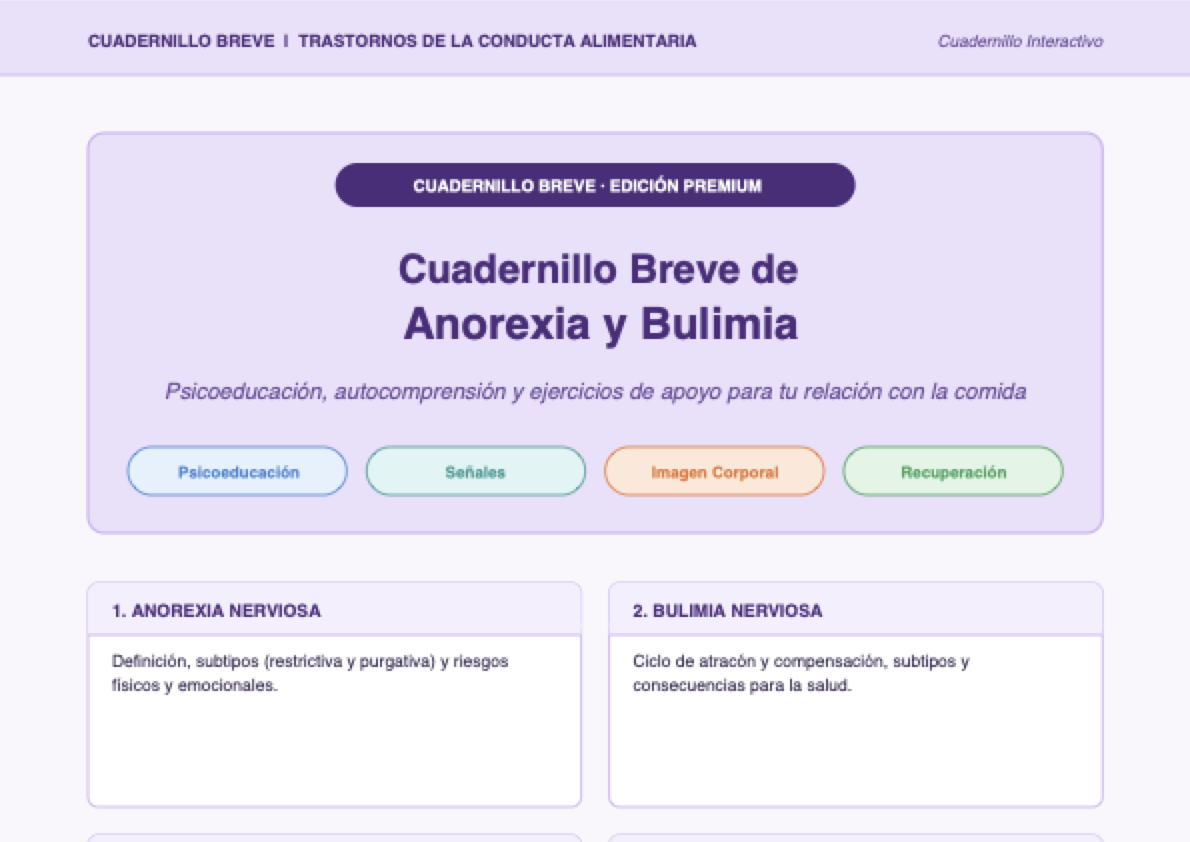 CUADERNILLO BREVE | TRASTORNOS DE LA CONDUCTA ALIMENTARIA
Cuadernillo Interactivo
CUADERNILLO BREVE · EDICIÓN PREMIUM
Cuadernillo Breve de
Anorexia y Bulimia
Psicoeducación, autocomprensión y ejercicios de apoyo para tu relación con la comida
Psicoeducación
Señales
Imagen Corporal
Recuperación
1. ANOREXIA NERVIOSA
Definición, subtipos (restrictiva y purgativa) y riesgos
físicos y emocionales.
2. BULIMIA NERVIOSA
Ciclo de atracón y compensación, subtipos y
consecuencias para la salud.